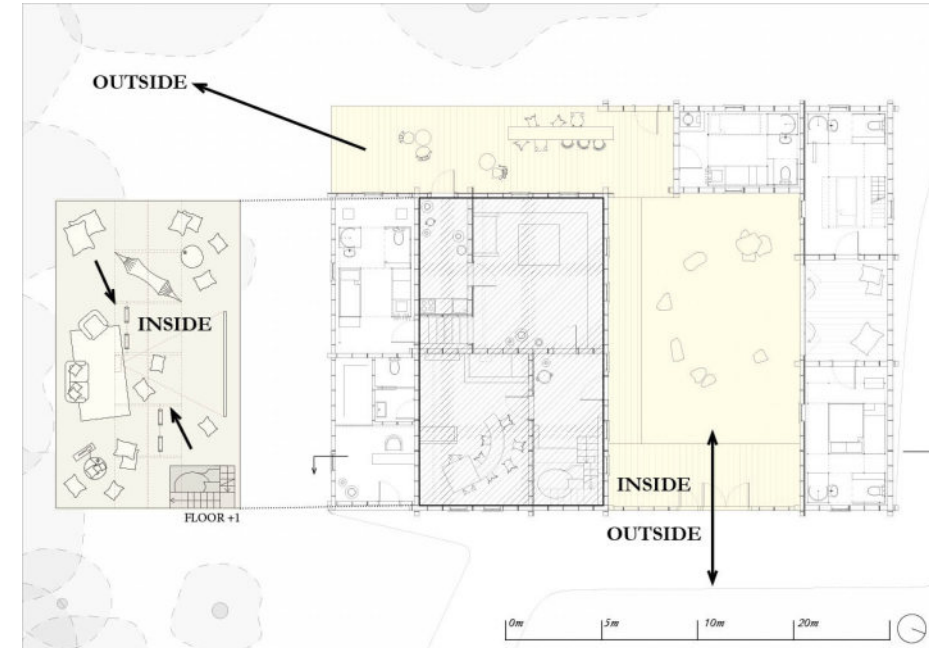 OUTSIDE
INSIDE
FLOOR +1
INSIDE
OUTSIDE
0m 5m 10m 20m